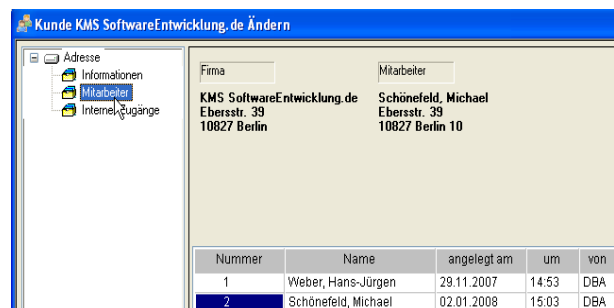 Kunde KMS SoftwareEntwicklung.de Ändern
Adresse
Informationen
Mitarbeiter
Internet Zugänge
Firma
KMS SoftwareEntwicklung.de
Ebersstr. 39
10827 Berlin
Mitarbeiter
Schönefeld, Michael
Ebersstr. 39
10827 Berlin 10
Nummer Name angelegt am um von
1 Weber, Hans-Jürgen 29.11.2007 14:53 DBA
2 Schönefeld, Michael 02.01.2008 15:03 DBA